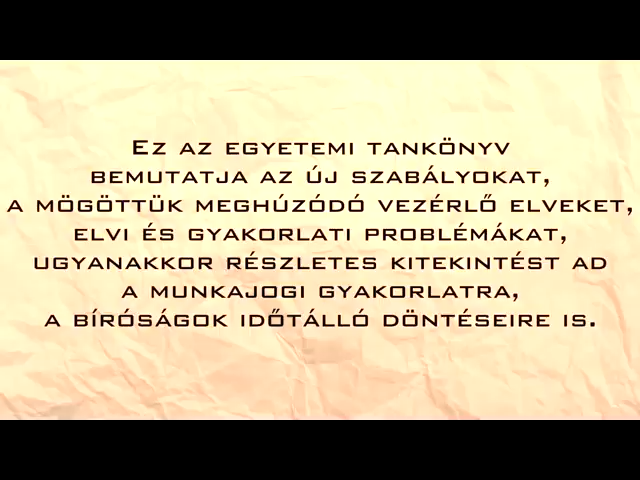 Ez az egyetemi tankönyv
bemutatja az új szabályokat,
a mögöttük meghúzódó vezérlő elveket,
elvi és gyakorlati problémákat,
ugyanakkor részletes kitekintést ad
a munkajogi gyakorlatra,
a bíróságok időtálló döntéseire is.